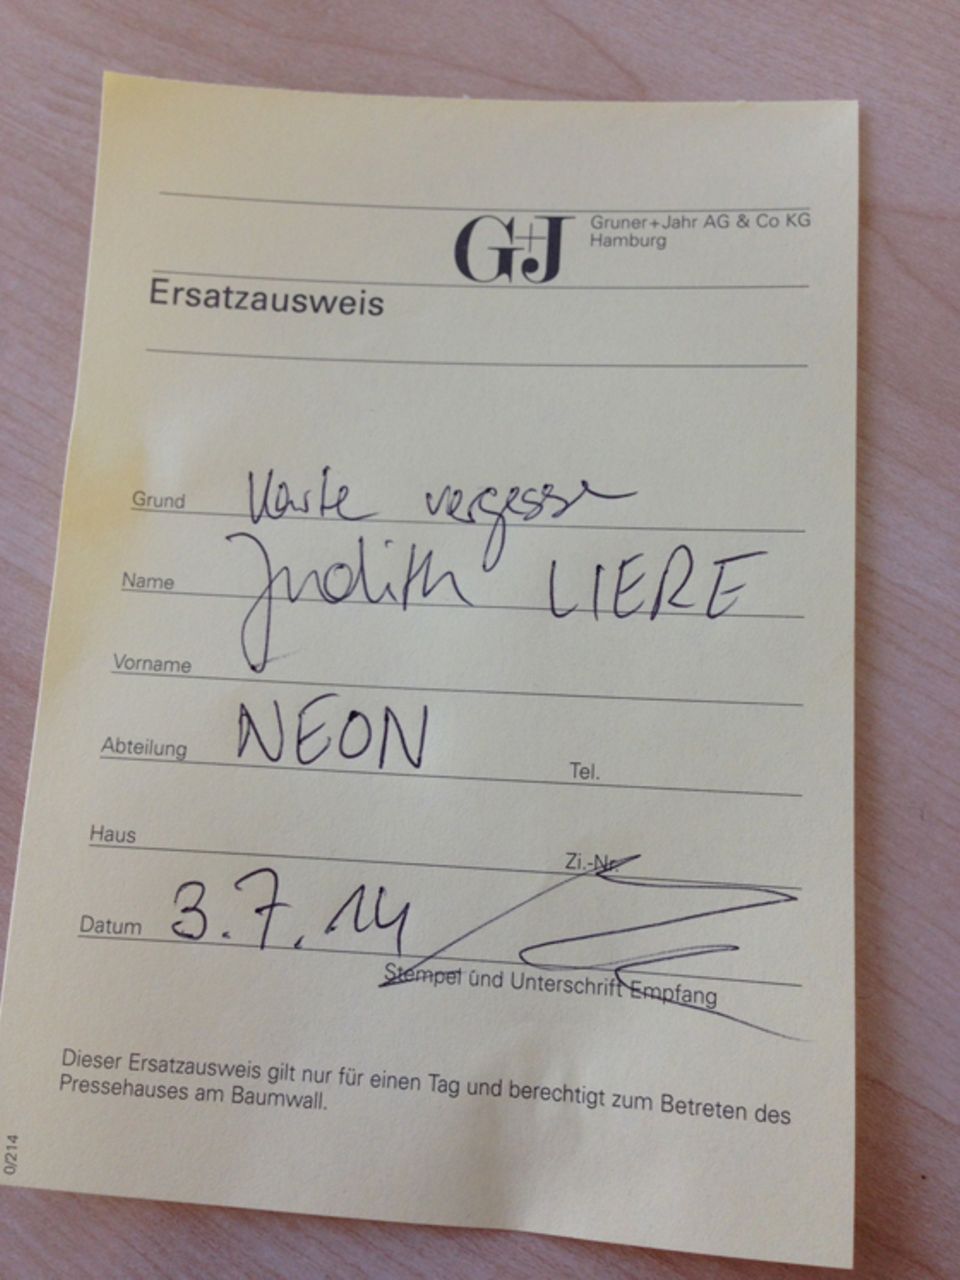 G+J Gruner+Jahr AG & Co KG
Hamburg
Ersatzausweis
Grund Karte vergessen
Name Judith LIERE
Vorname
Abteilung NEON Tel.
Haus Zi.-Nr.
Datum 3.7.14
Stempel und Unterschrift Empfang
Dieser Ersatzausweis gilt nur für einen Tag und berechtigt zum Betreten des
Pressehauses am Baumwall.
0/214